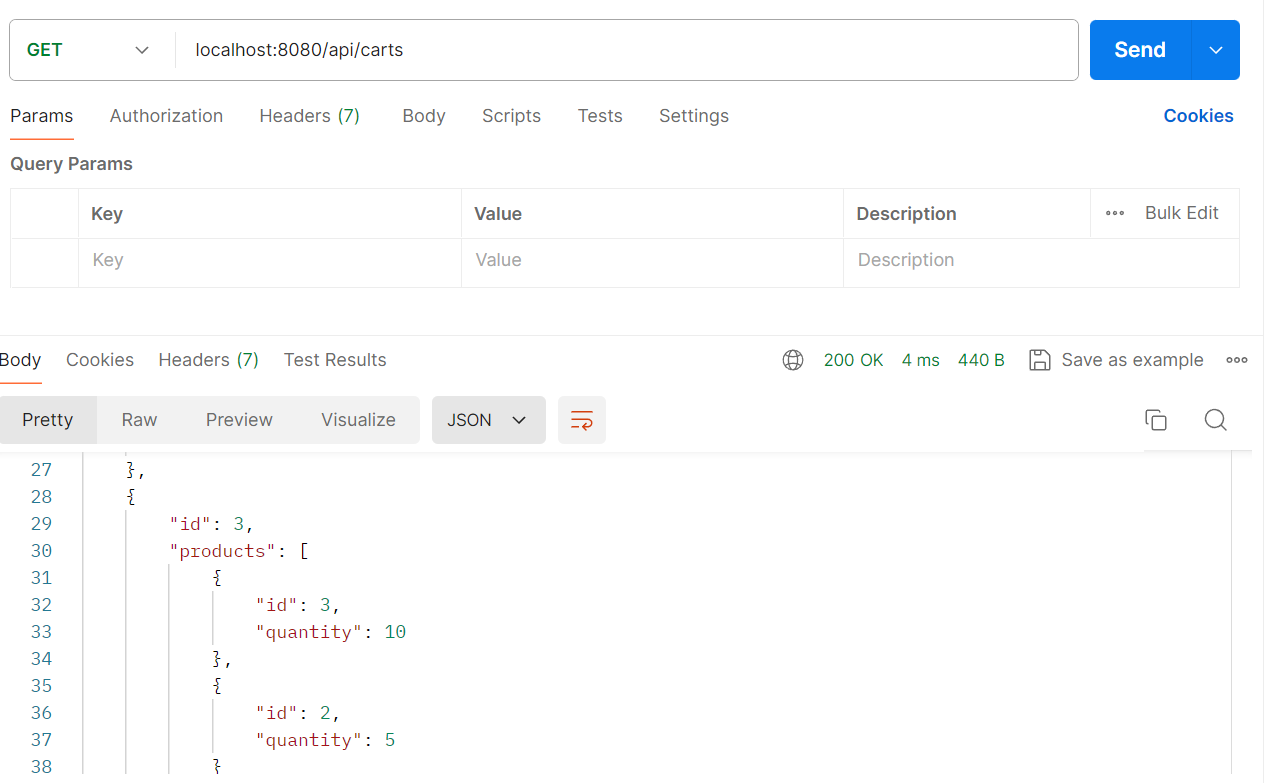 GET localhost:8080/api/carts Send
Params Authorization Headers (7) Body Scripts Tests Settings Cookies
Query Params
Key Value Description ••• Bulk Edit
Key Value Description
Body Cookies Headers (7) Test Results 200 OK 4 ms 440 B Save as example
Pretty Raw Preview Visualize JSON
27 },
28 {
29 "id": 3,
30 "products": [
31 {
32 "id": 3,
33 "quantity": 10
34 },
35 {
36 "id": 2,
37 "quantity": 5
38 }